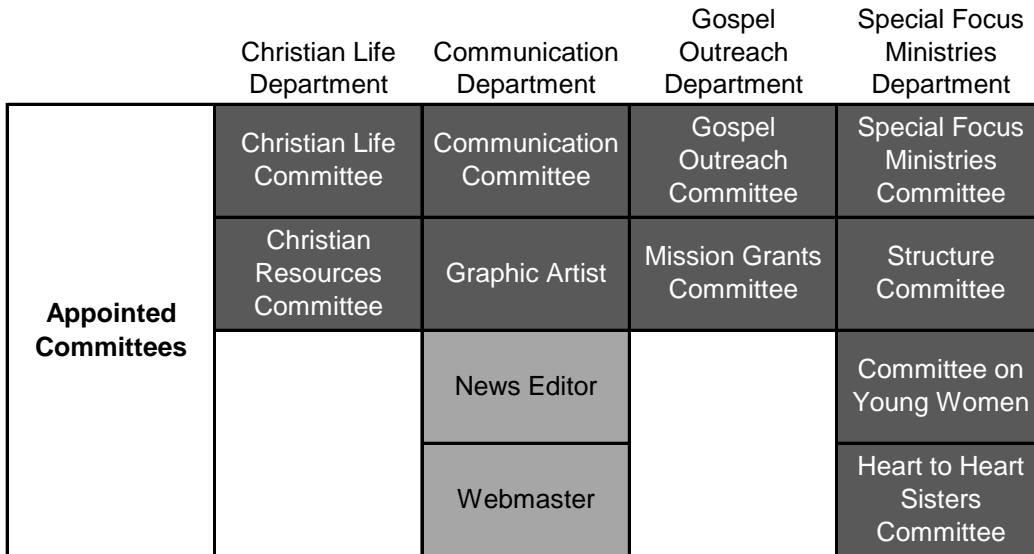 Christian Life
Department
Communication
Department
Gospel
Outreach
Department
Special Focus
Ministries
Department
Appointed
Committees
Christian Life
Committee
Communication
Committee
Gospel
Outreach
Committee
Special Focus
Ministries
Committee
Christian
Resources
Committee
Graphic Artist
Mission Grants
Committee
Structure
Committee
News Editor
Committee on
Young Women
Webmaster
Heart to Heart
Sisters
Committee